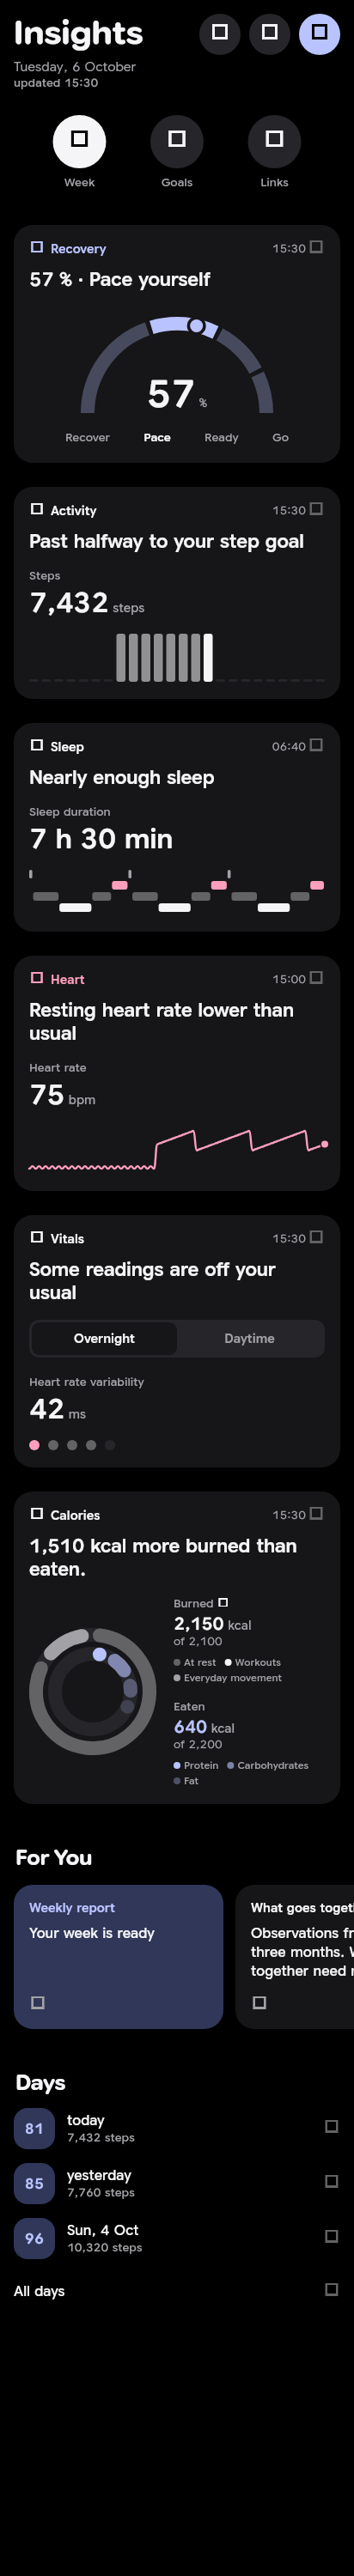 Insights
Tuesday, 6 October
updated 15:30
Week
Goals
Links
Recovery
15:30
57 % · Pace yourself
57 %
Recover
Pace
Ready
Go
Activity
15:30
Past halfway to your step goal
Steps
7,432 steps
Sleep
06:40
Nearly enough sleep
Sleep duration
7 h 30 min
Heart
15:00
Resting heart rate lower than
usual
Heart rate
75 bpm
Vitals
15:30
Some readings are off your
usual
Overnight
Daytime
Heart rate variability
42 ms
Calories
15:30
1,510 kcal more burned than
eaten.
Burned
2,150 kcal
of 2,100
At rest
Workouts
Everyday movement
Eaten
640 kcal
of 2,200
Protein
Carbohydrates
Fat
For You
Weekly report
Your week is ready
What goes
Observations
three months.
together need
Days
81
today
7,432 steps
85
yesterday
7,760 steps
96
Sun, 4 Oct
10,320 steps
All days